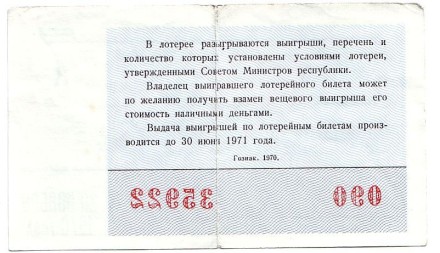 В лотерее разыгрываются выигрыши, перечень и
количество которых установлены условиями лотереи,
утвержденными Советом Министров республики.
Владелец выигравшего лотерейного билета может
по желанию получить взамен вещевого выигрыша его
стоимость наличными деньгами.
Выдача выигрышей по лотерейным билетам произ-
водится до 30 июня 1971 года.
Гознак. 1970.
090